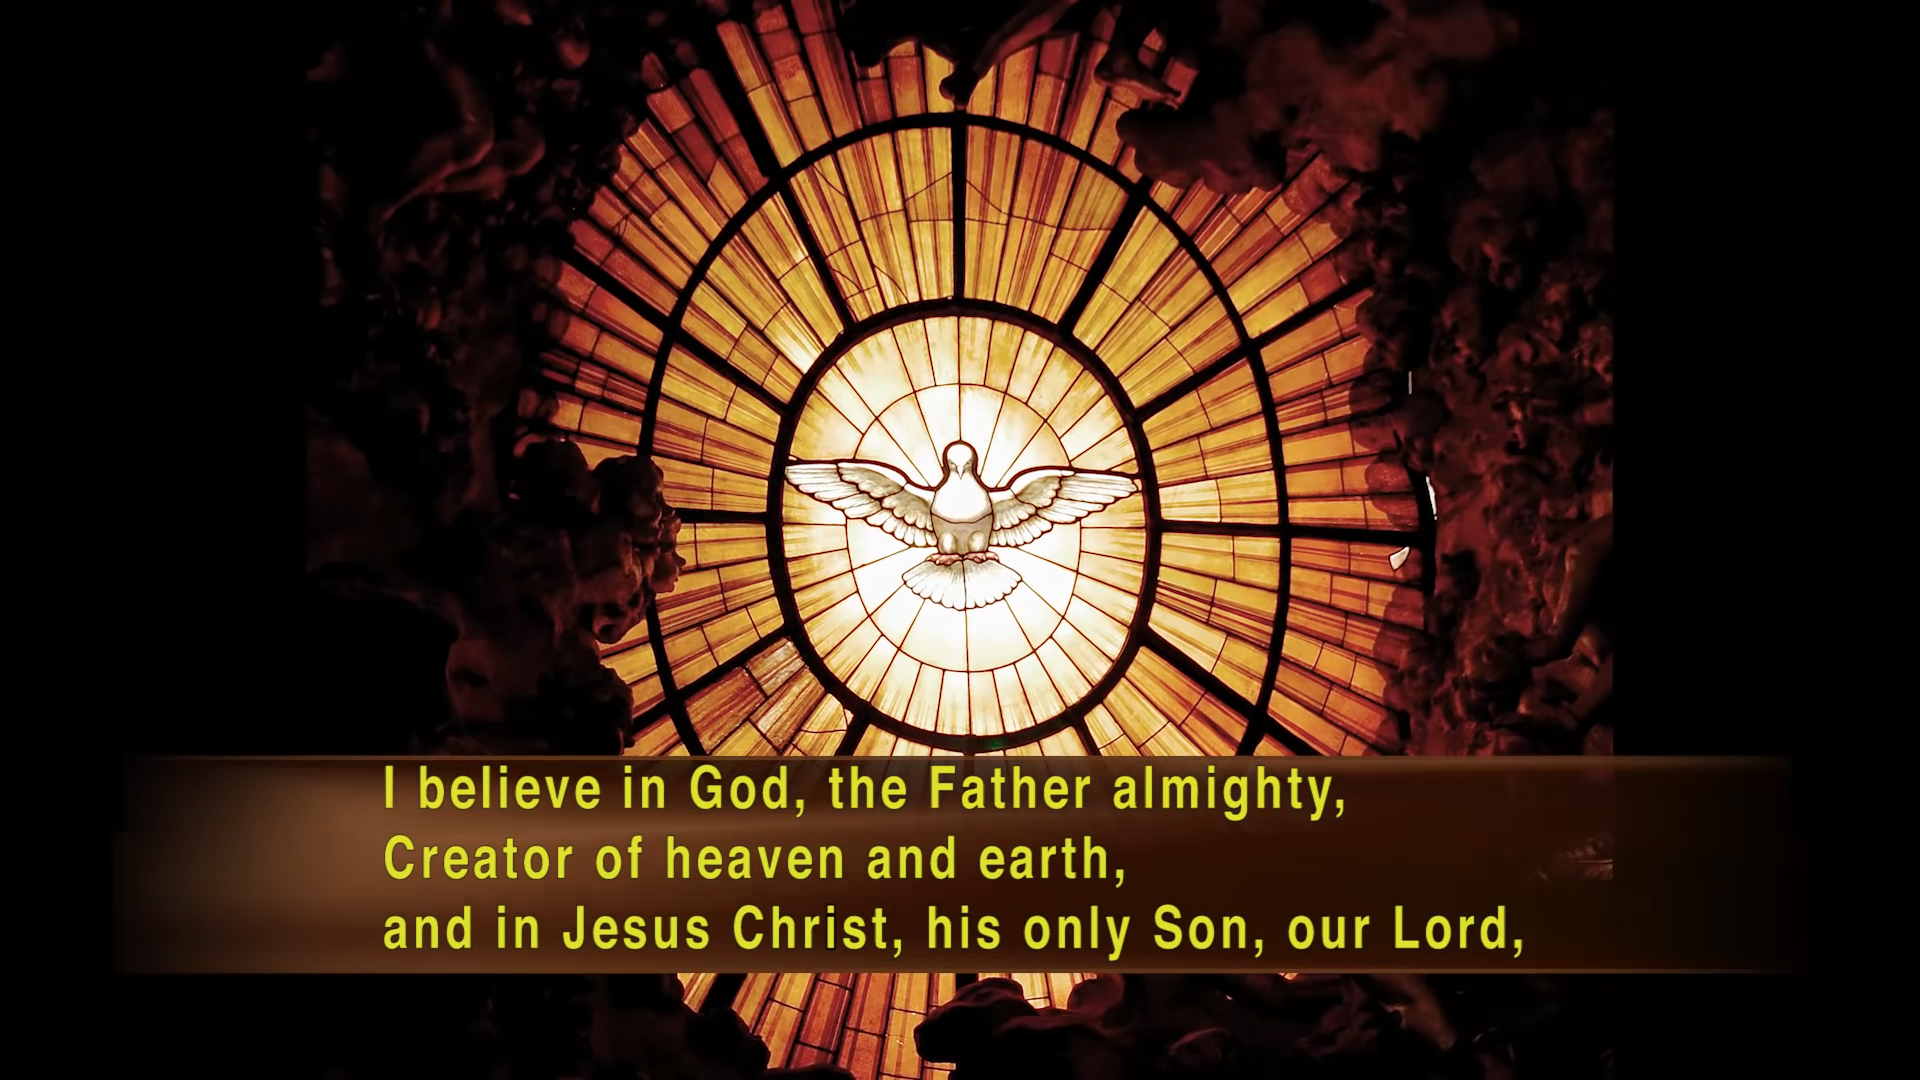 I believe in God, the Father almighty,
Creator of heaven and earth,
and in Jesus Christ, his only Son, our Lord,